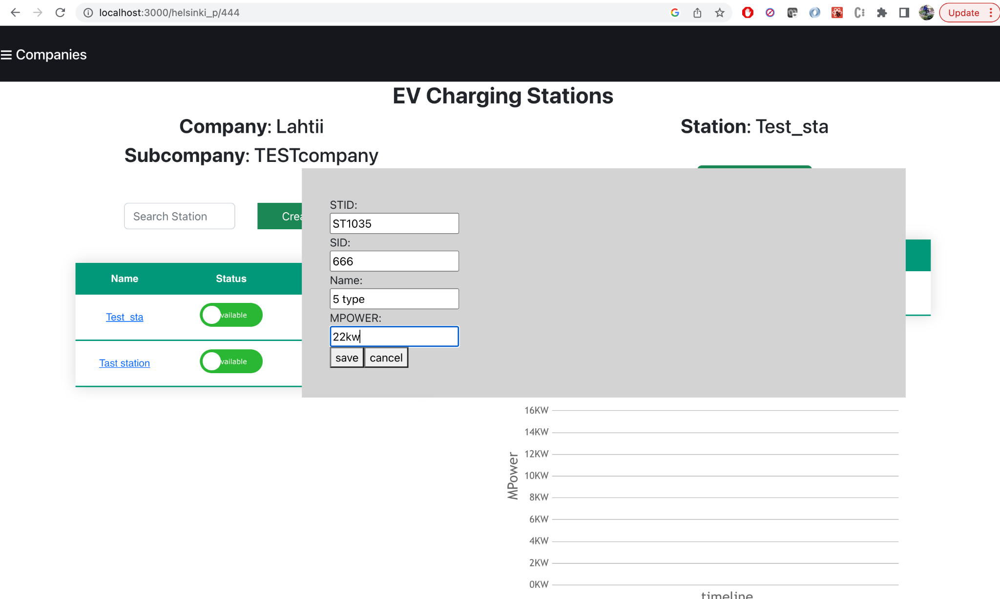 localhost:3000/helsinki_p/444
Update
Companies
EV Charging Stations
Company: Lahtii
Station: Test_sta
Subcompany: TESTcompany
Search Station
Crea
STID:
ST1035
SID:
666
Name:
5 type
MPOWER:
22kw
save cancel
Name Status
Test_sta
vailable
Tast station
vailable
16KW
14KW
12KW
10KW
8KW
6KW
4KW
2KW
0KW
MPower
timeline